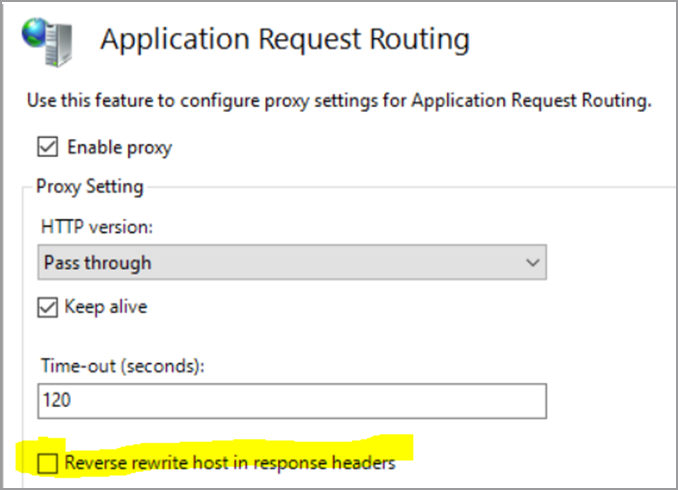 Application Request Routing
Use this feature to configure proxy settings for Application Request Routing.
Enable proxy
Proxy Setting
HTTP version:
Pass through
Keep alive
Time-out (seconds):
120
Reverse rewrite host in response headers